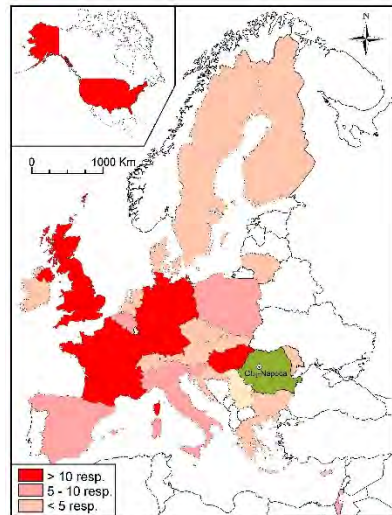 0
1000 Km
Cluj-Napoca
> 10 resp.
5 - 10 resp.
< 5 resp.